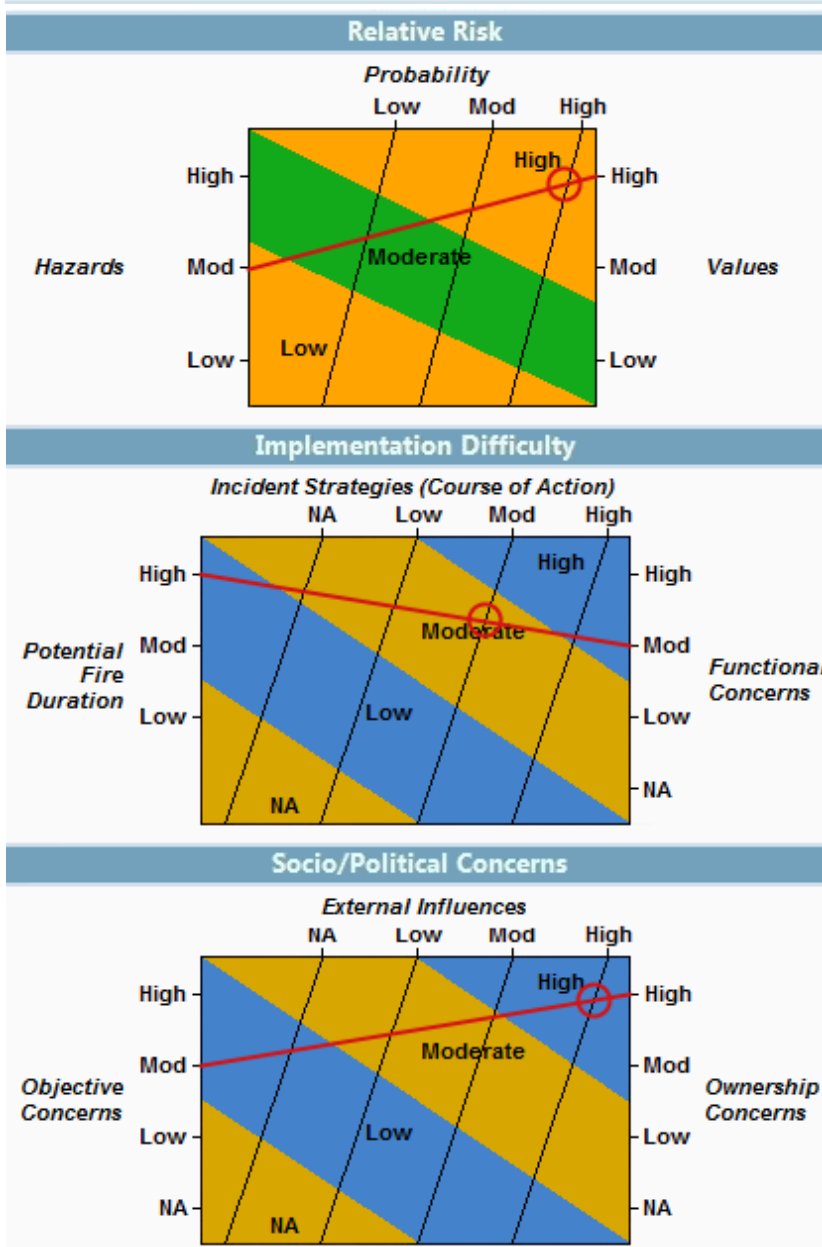 Relative Risk
Probability
Low Mod High
High
High
High
Hazards
Mod
Moderate
Mod
Values
Low
Low
Low
Implementation Difficulty
Incident Strategies (Course of Action)
NA Low Mod High
High
High
High
Potential
Fire
Duration
Mod
Moderate
Mod
Functional
Concerns
Low
Low
Low
NA
NA
Socio/Political Concerns
External Influences
NA Low Mod High
High
High
High
Mod
Moderate
Mod
Objective
Concerns
Ownership
Concerns
Low
Low
Low
NA
NA
NA